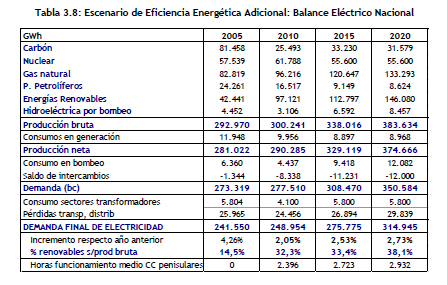 Tabla 3.8: Escenario de Eficiencia Energética Adicional: Balance Eléctrico Nacional
GWh 2005 2010 2015 2020
Carbón 81.458 25.493 33.230 31.579
Nuclear 57.539 61.788 55.600 55.600
Gas natural 82.819 96.216 120.647 133.293
P. Petrolíferos 24.261 16.517 9.149 8.624
Energías Renovables 42.441 97.121 112.797 146.080
Hidroeléctrica por bombeo 4.452 3.106 6.592 8.457
Producción bruta 292.970 300.241 338.016 383.634
Consumos en generación 11.948 9.956 8.897 8.968
Producción neta 281.022 290.285 329.119 374.666
Consumo en bombeo 6.360 4.437 9.418 12.082
Saldo de intercambios -1.344 -8.338 -11.231 -12.000
Demanda (bc) 273.319 277.510 308.470 350.584
Consumo sectores transformadores 5.804 4.100 5.800 5.800
Pérdidas transp, distrib 25.965 24.456 26.894 29.839
DEMANDA FINAL DE ELECTRICIDAD 241.550 248.954 275.775 314.945
Incremento respecto año anterior 4,26% 2,05% 2,53% 2,73%
% renovables s/prod bruta 14,5% 32,3% 33,4% 38,1%
Horas funcionamiento medio CC penisulares 0 2.396 2.723 2.932